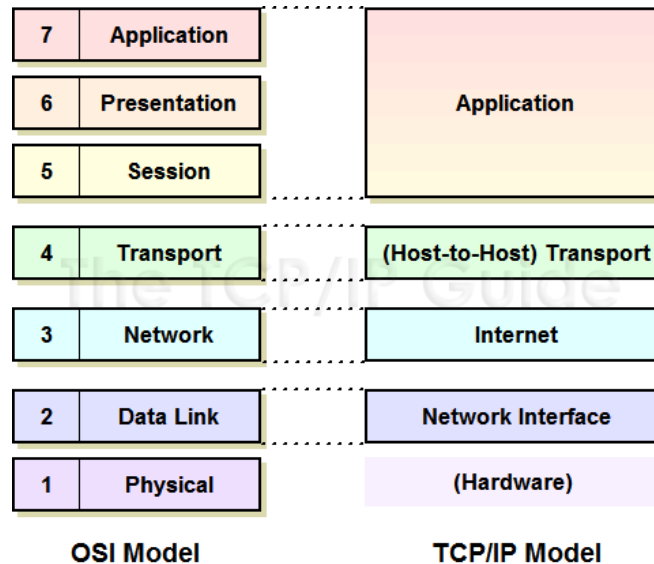 7 Application
6 Presentation
5 Session
Application
4 Transport
(Host-to-Host) Transport
The TCP/IP Guide
3 Network
Internet
2 Data Link
Network Interface
1 Physical
(Hardware)
OSI Model
TCP/IP Model